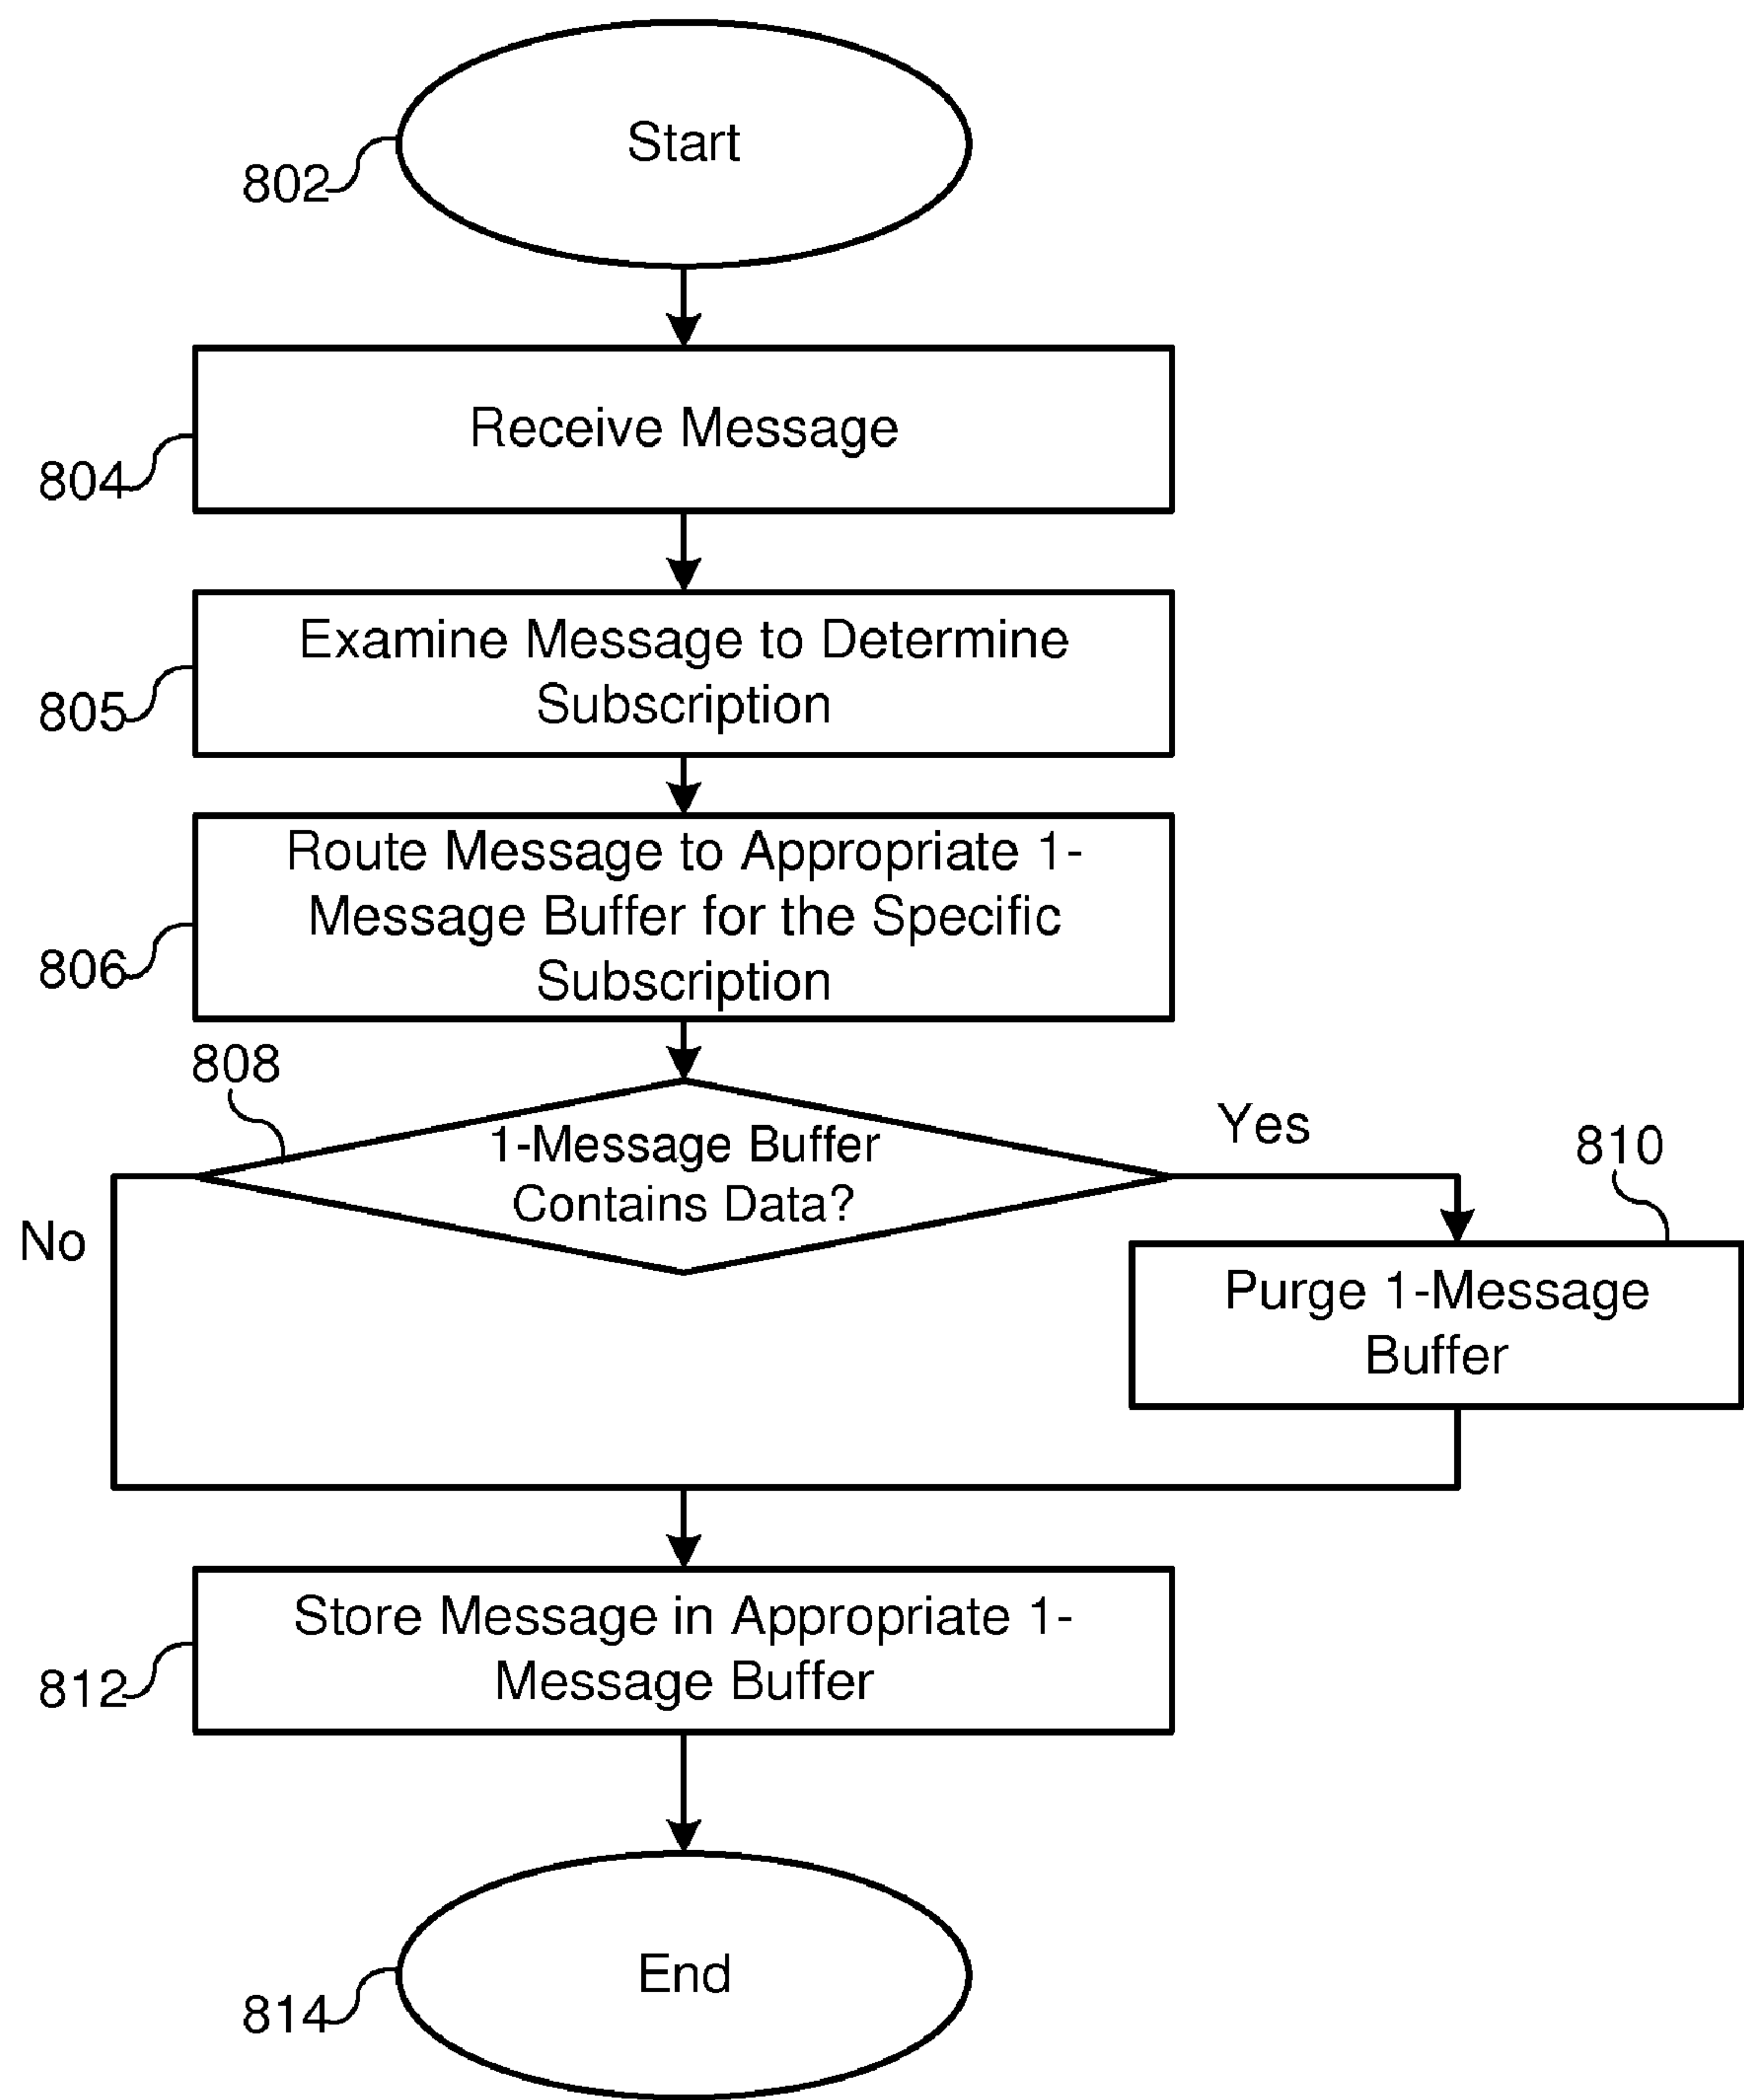 Start
802
Receive Message
804
Examine Message to Determine
Subscription
805
Route Message to Appropriate 1-
Message Buffer for the Specific
Subscription
806
808
1-Message Buffer
Contains Data?
Yes
810
No
Purge 1-Message
Buffer
Store Message in Appropriate 1-
Message Buffer
812
End
814